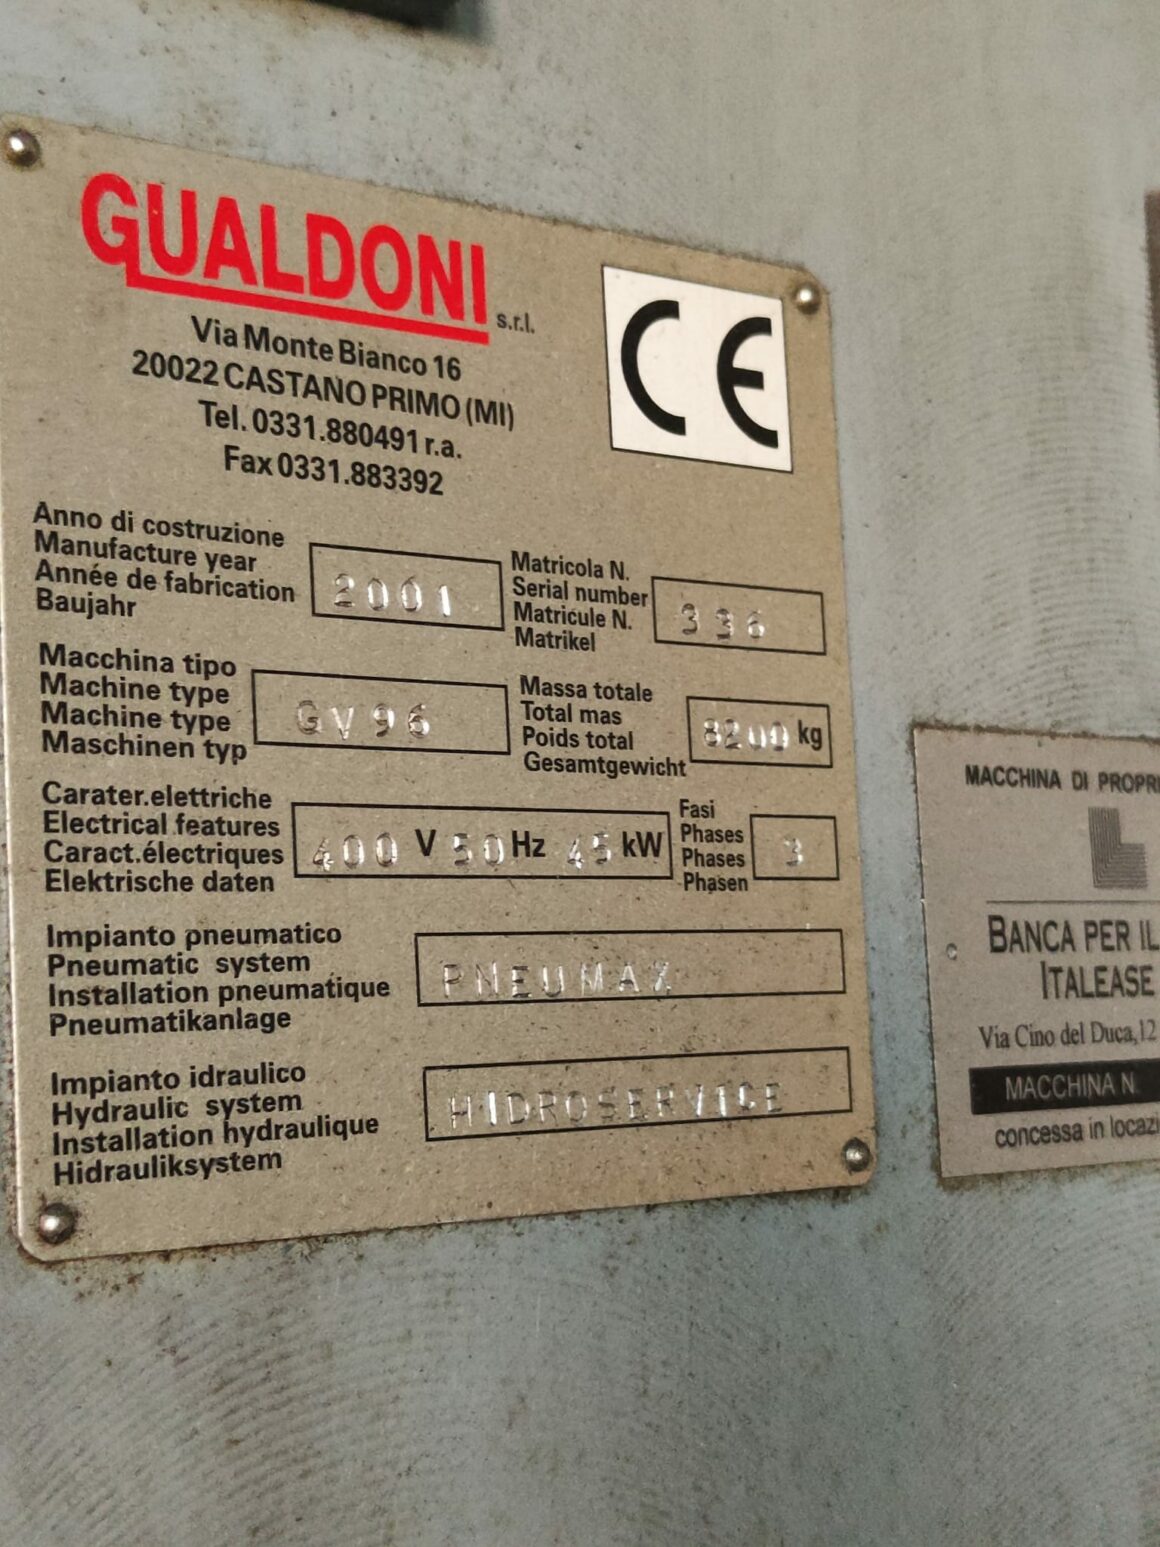 GUALDONI s.r.l.
Via Monte Bianco 16
20022 CASTANO PRIMO (MI)
Tel. 0331.880491 r.a.
Fax 0331.883392
CE
Anno di costruzione
Manufacture year
Année de fabrication
Baujahr
2001
Matricola N.
Serial number
Matricule N.
Matrikel
336
Macchina tipo
Machine type
Machine type
Maschinen typ
GV96
Massa totale
Total mas
Poids total
Gesamtgewicht
8200 kg
Carater.elettriche
Electrical features
Caract.électriques
Elektrische daten
400 V 50 Hz 45 kW
Fasi
Phases
Phases
Phasen
3
Impianto pneumatico
Pneumatic system
Installation pneumatique
Pneumatikanlage
PNEUMAX
Impianto idraulico
Hydraulic system
Installation hydraulique
Hidrauliksystem
HIDROSERVICE
MACCHINA DI PROPRI
BANCA PER IL
ITALEASE
Via Cino del Duca,12
MACCHINA N.
concessa in locazi